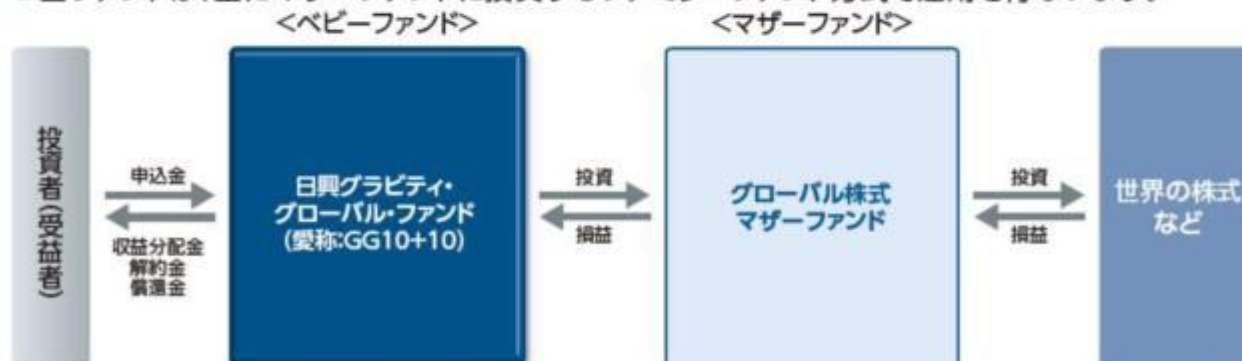 <ベビーファンド>
<マザーファンド>
投資者(受益者)
申込金
収益分配金
解約金
償還金
日興グラビティ・
グローバル・ファンド
(愛称:GG10+10)
投資
損益
グローバル株式
マザーファンド
投資
損益
世界の株式
など